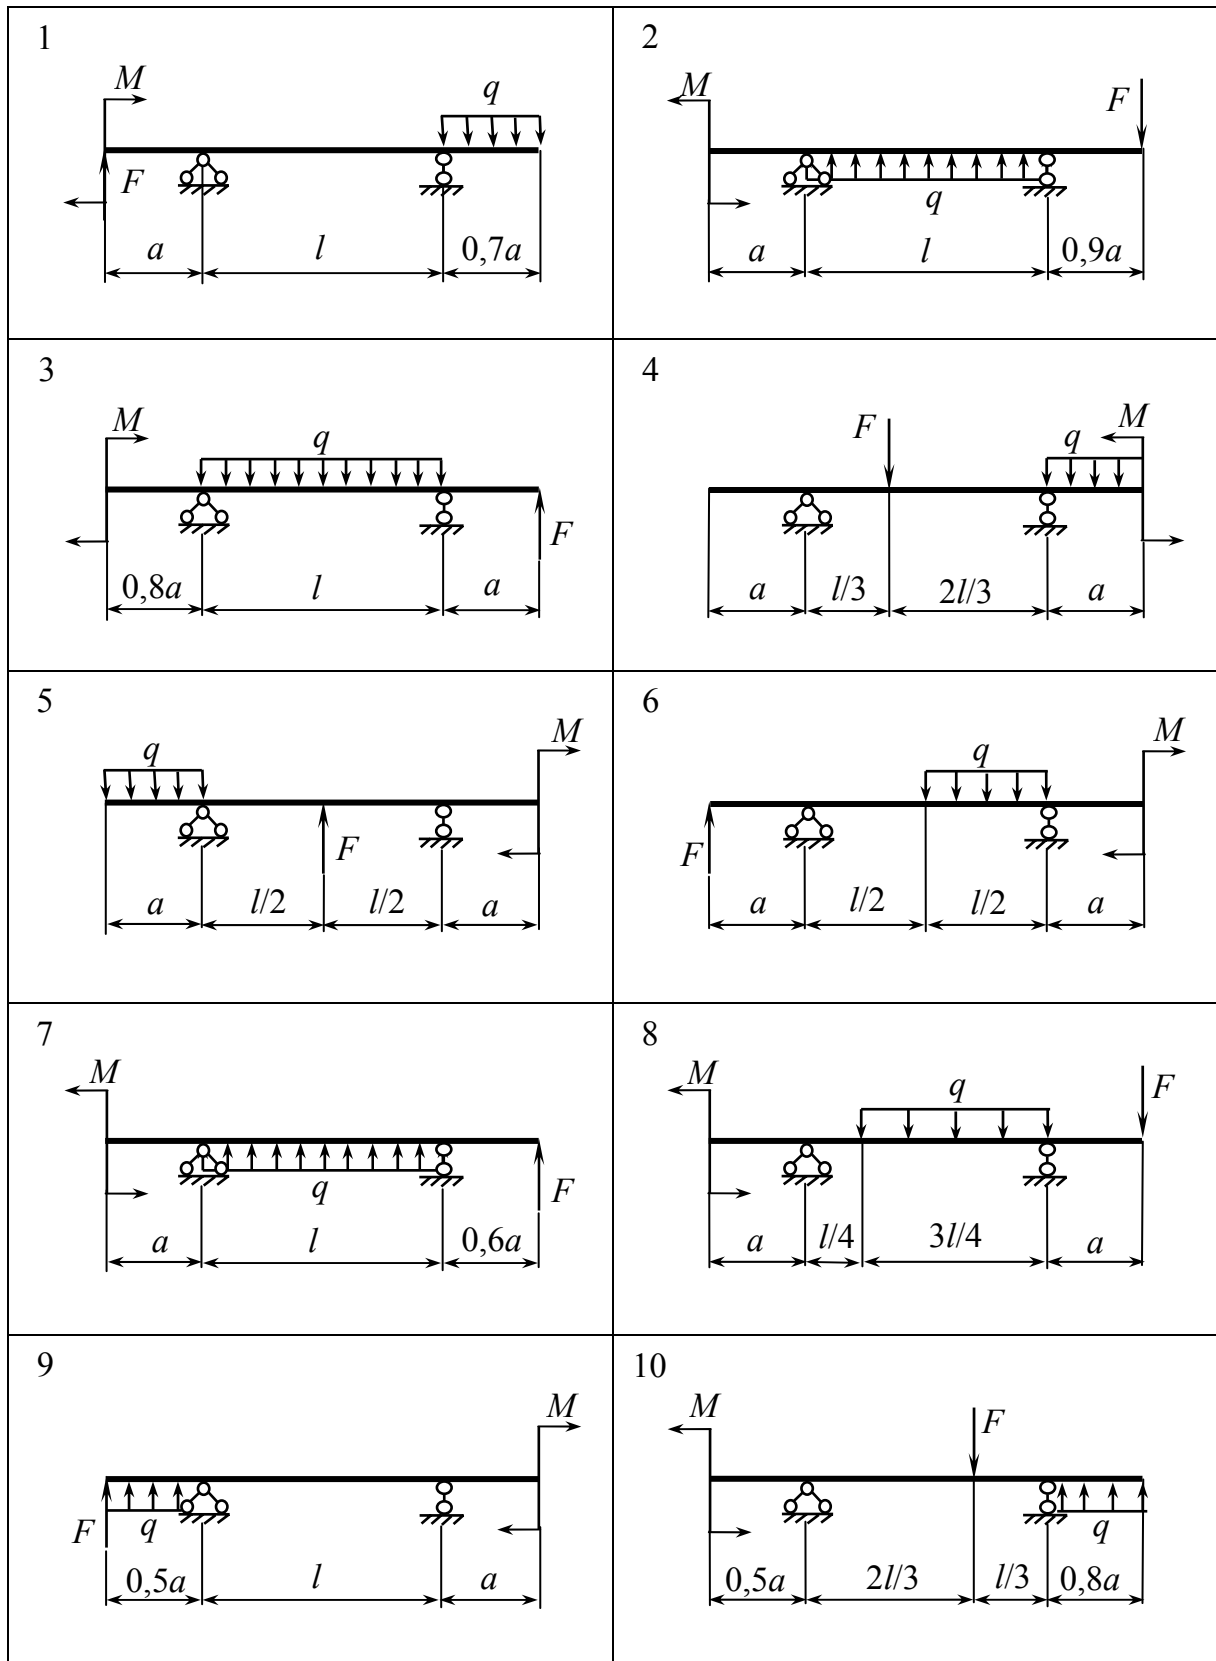 1
M
q
F
a l 0,7a
2
M
F
q
a l 0,9a
3
M
q
F
0,8a l a
4
F
q M
a l/3 2l/3 a
5
q M
F
a l/2 l/2 a
6
q M
F
a l/2 l/2 a
7
M
q F
a l 0,6a
8
M q F
a l/4 3l/4 a
9
M
F q
0,5a l a
10
M F
q
0,5a 2l/3 l/3 0,8a